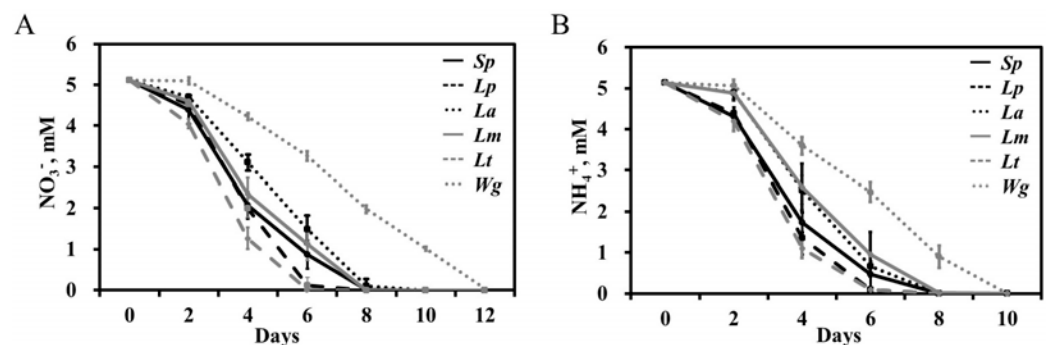 A
6
5
4
3
2
1
0
NO₃⁻, mM
0 2 4 6 8 10 12
Days
Sp
Lp
La
Lm
Lt
Wg
B
6
5
4
3
2
1
0
NH₄⁺, mM
0 2 4 6 8 10
Days
Sp
Lp
La
Lm
Lt
Wg